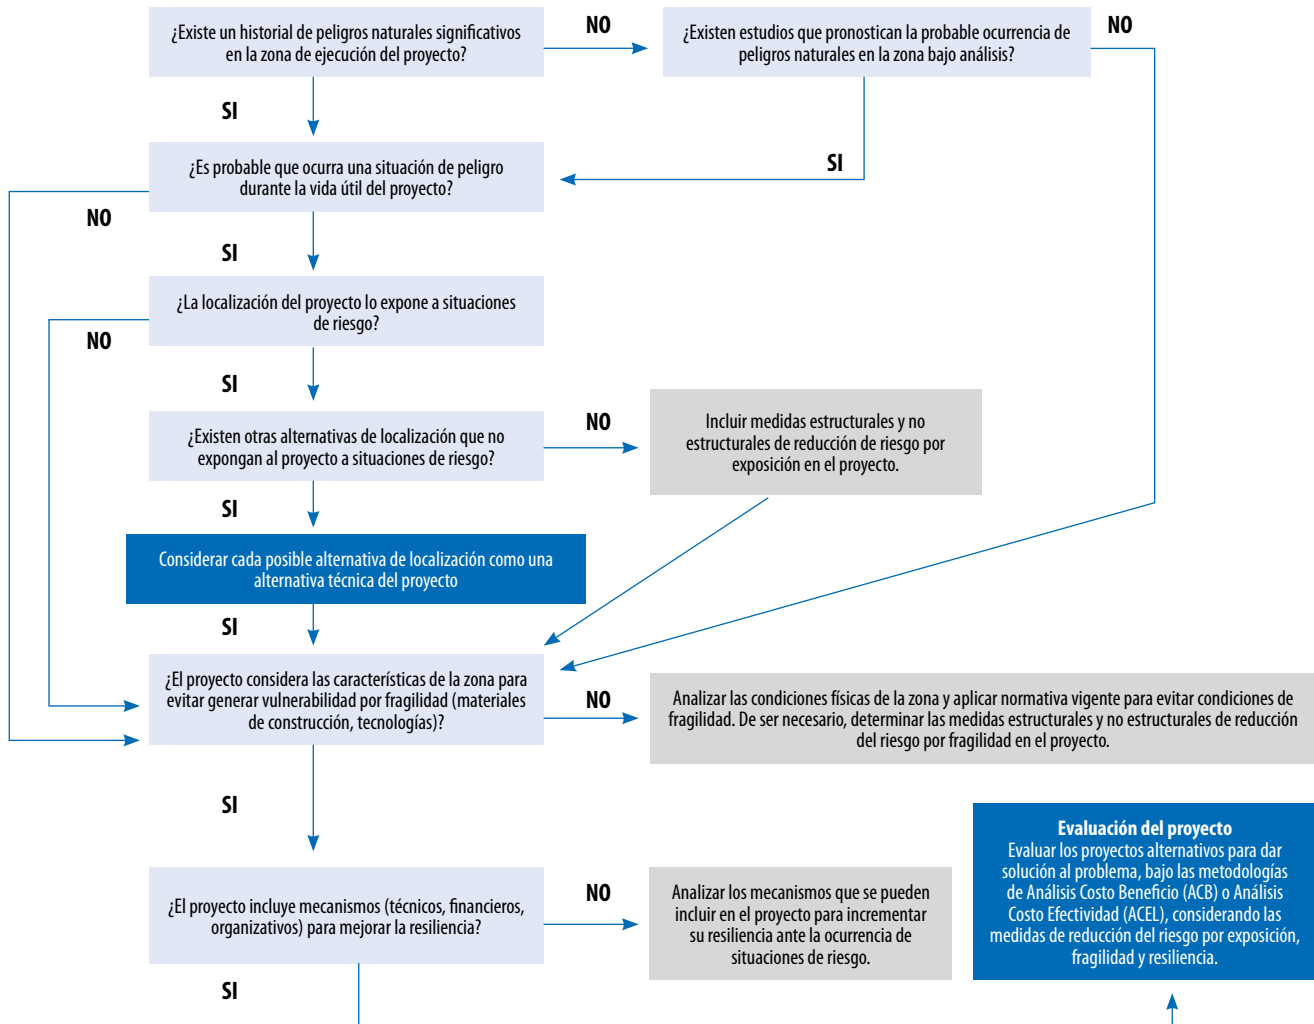 ¿Existe un historial de peligros naturales significativos
en la zona de ejecución del proyecto?
NO
¿Existen estudios que pronostican la probable ocurrencia de
peligros naturales en la zona bajo análisis?
NO
SI
SI
¿Es probable que ocurra una situación de peligro
durante la vida útil del proyecto?
NO
SI
¿La localización del proyecto lo expone a situaciones
de riesgo?
NO
SI
¿Existen otras alternativas de localización que no
expongan al proyecto a situaciones de riesgo?
NO
Incluir medidas estructurales y no
estructurales de reducción de riesgo por
exposición en el proyecto.
SI
Considerar cada posible alternativa de localización como una
alternativa técnica del proyecto
SI
¿El proyecto considera las características de la zona para
evitar generar vulnerabilidad por fragilidad (materiales
de construcción, tecnologías)?
NO
Analizar las condiciones físicas de la zona y aplicar normativa vigente para evitar condiciones de
fragilidad. De ser necesario, determinar las medidas estructurales y no estructurales de reducción
del riesgo por fragilidad en el proyecto.
SI
¿El proyecto incluye mecanismos (técnicos, financieros,
organizativos) para mejorar la resiliencia?
NO
Analizar los mecanismos que se pueden
incluir en el proyecto para incrementar
su resiliencia ante la ocurrencia de
situaciones de riesgo.
Evaluación del proyecto
Evaluar los proyectos alternativos para dar
solución al problema, bajo las metodologías
de Análisis Costo Beneficio (ACB) o Análisis
Costo Efectividad (ACEL), considerando las
medidas de reducción del riesgo por exposición,
fragilidad y resiliencia.
SI